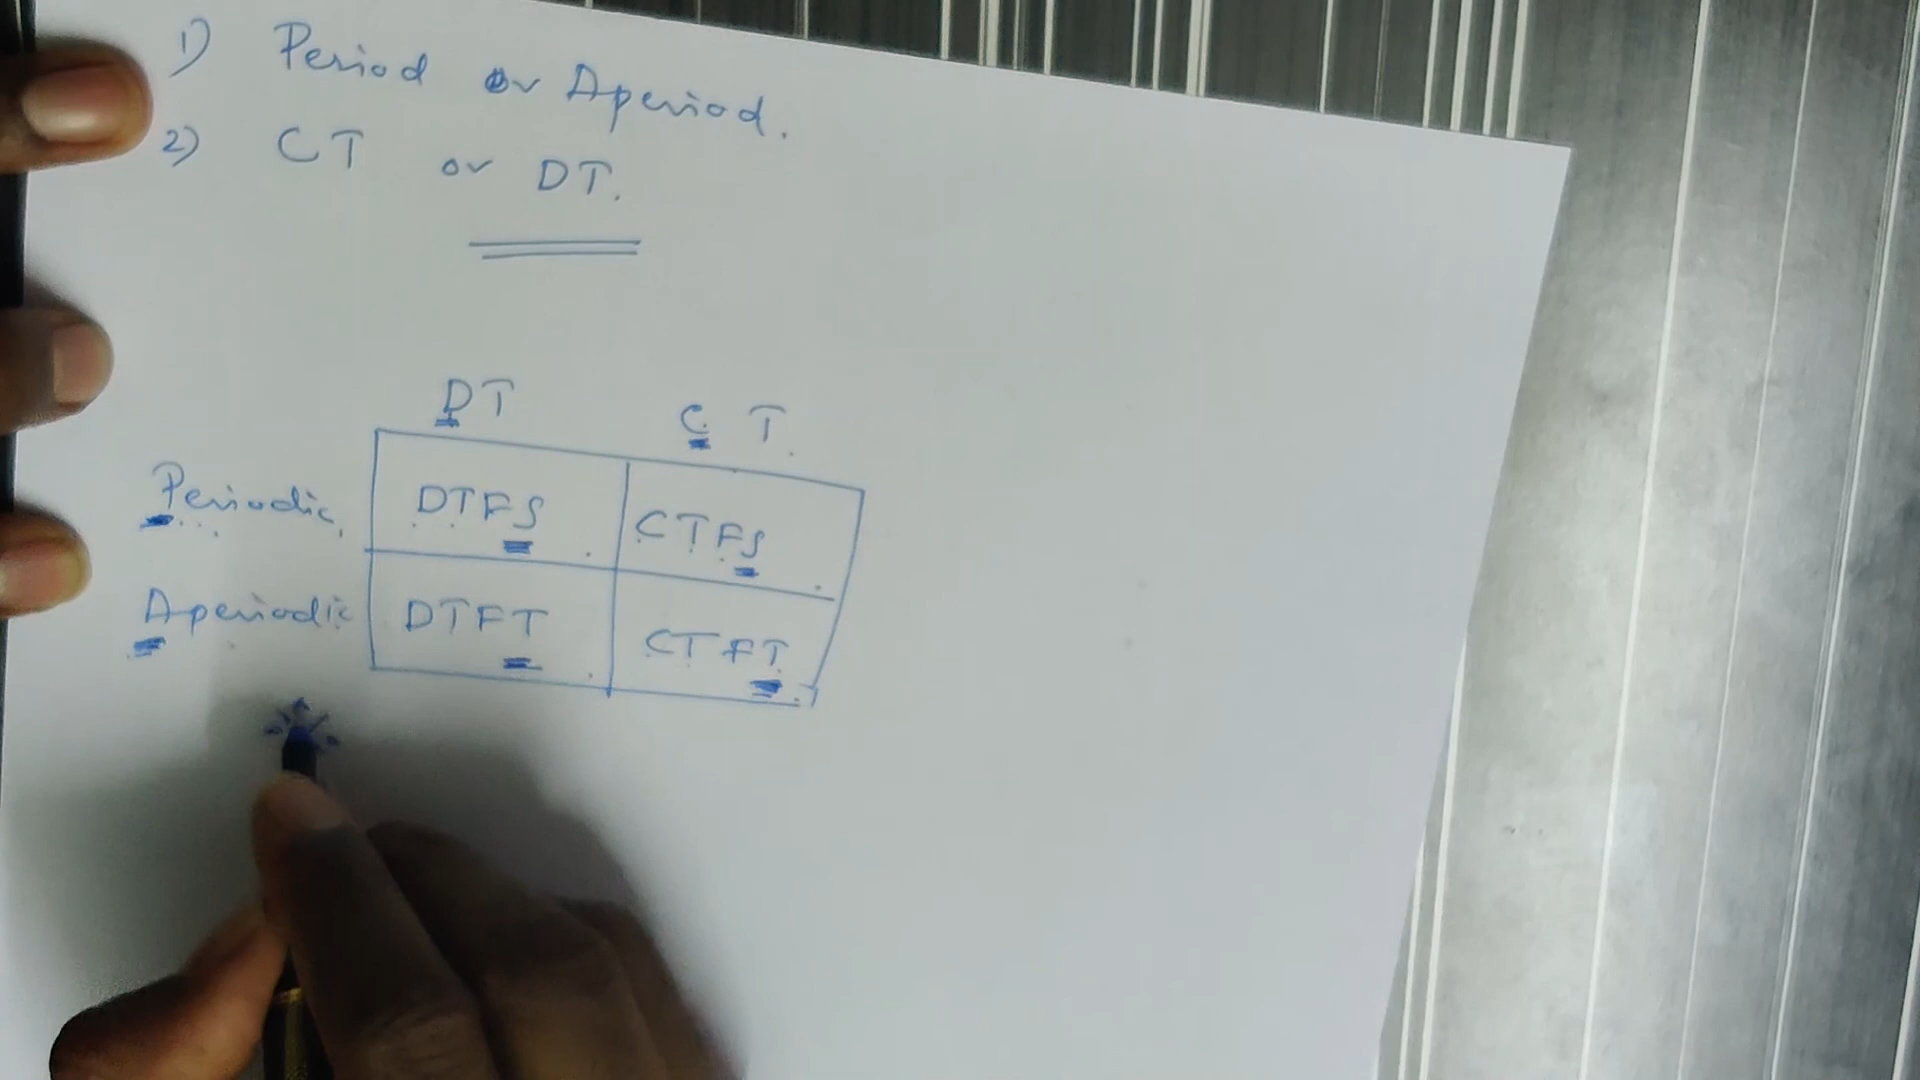 1) Period or Aperiod.
2) CT or DT.
DT CT.
Periodic DTFS CTFS
Aperiodic DTFT CTFT